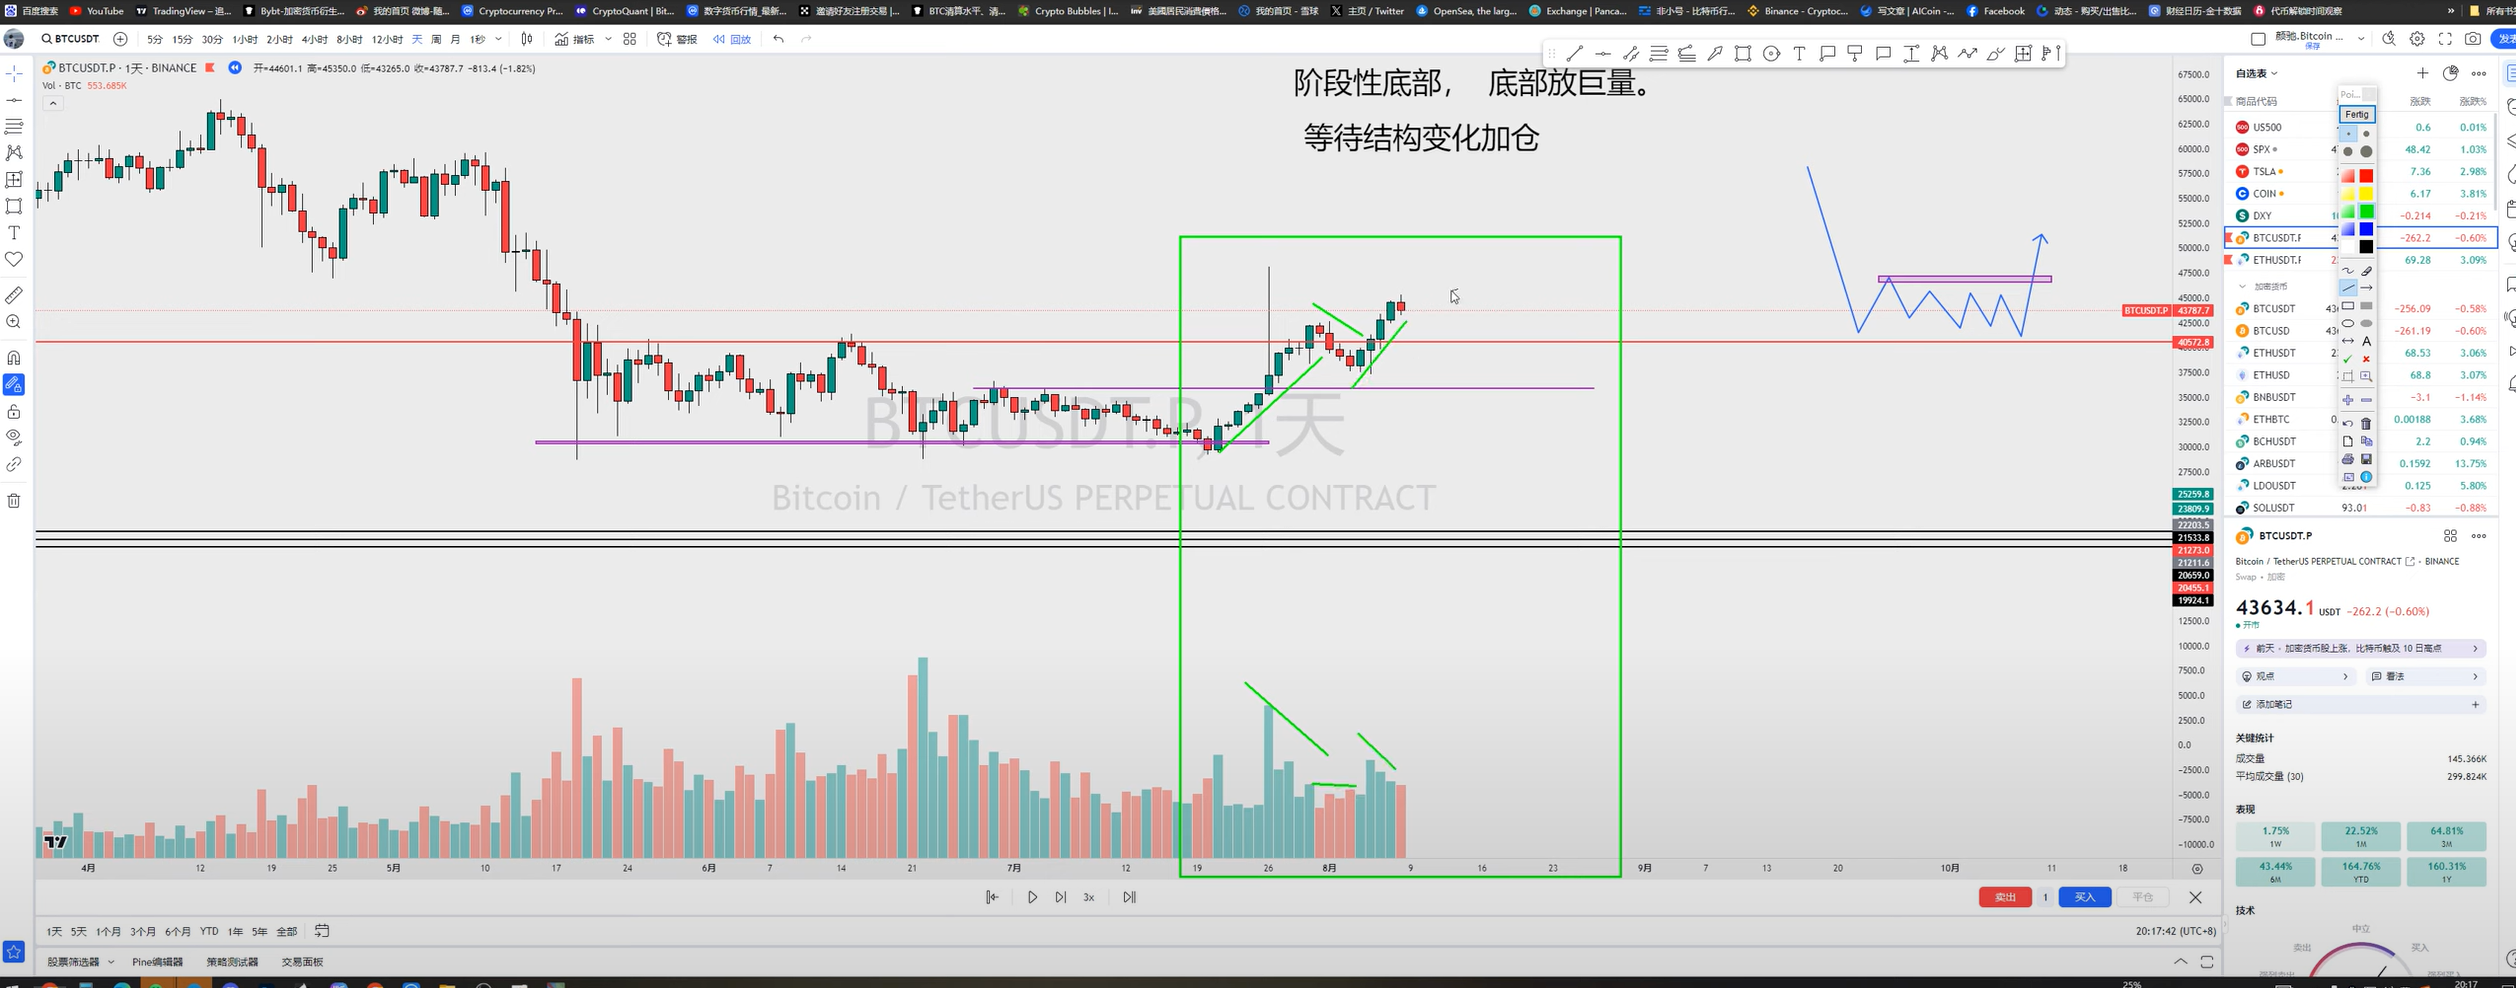 百度搜索 YouTube TradingView – 追... Bybt-加密货币衍生... 我的首页 微博-随... Cryptocurrency Pr... CryptoQuant | Bit... 数字货币行情_最新... 邀请好友注册交易 |... BTC清算水平、清... Crypto Bubbles | I... 美國居民消費價格... 我的首页 - 雪球 主页 / Twitter OpenSea, the larg... Exchange | Panca... 非小号 - 比特币行... Binance - Cryptoc... 写文章 | AICoin -... Facebook 动态 - 购买/出售比... 财经日历-金十数据 代币解锁时间观察 » 所有书签
BTCUSDT. 5分 15分 30分 1小时 2小时 4小时 8小时 12小时 天 周 月 1秒 指标 警报 回放 颜驰.Bitcoin ... 保存
BTCUSDT.P · 1天 · BINANCE 开=44601.1 高=45350.0 低=43265.0 收=43787.7 −813.4 (−1.82%)
Vol · BTC 553.685K
阶段性底部， 底部放巨量。
等待结构变化加仓
BTCUSDT.P, 1天
Bitcoin / TetherUS PERPETUAL CONTRACT
67500.0
65000.0
62500.0
60000.0
57500.0
55000.0
52500.0
50000.0
47500.0
45000.0
BTCUSDT.P 43787.7
42500.0
40572.8
37500.0
35000.0
32500.0
30000.0
27500.0
25259.8
23809.9
22203.5
21533.8
21273.0
21211.6
20659.0
20455.1
19924.1
12500.0
10000.0
7500.0
5000.0
2500.0
0.0
−2500.0
−5000.0
−7500.0
−10000.0
4月 12 19 25 5月 10 17 24 6月 7 14 21 7月 12 19 26 8月 9 16 23 9月 7 13 20 10月 11 18
3x 卖出 1 买入 平仓
1天 5天 1个月 3个月 6个月 YTD 1年 5年 全部 20:17:42 (UTC+8)
股票筛选器 Pine编辑器 策略测试器 交易面板
自选表
商品代码 涨跌 涨跌%
Poi...
Fertig
US500 0.6 0.01%
SPX 48.42 1.03%
TSLA 7.36 2.98%
COIN 6.17 3.81%
DXY −0.214 −0.21%
BTCUSDT.P −262.2 −0.60%
ETHUSDT.P 69.28 3.09%
加密货币
BTCUSDT −256.09 −0.58%
BTCUSD −261.19 −0.60%
ETHUSDT 68.53 3.06%
ETHUSD 68.8 3.07%
BNBUSDT −3.1 −1.14%
ETHBTC 0.00188 3.68%
BCHUSDT 2.2 0.94%
ARBUSDT 0.1592 13.75%
LDOUSDT 0.125 5.80%
SOLUSDT 93.01 −0.83 −0.88%
BTCUSDT.P
Bitcoin / TetherUS PERPETUAL CONTRACT · BINANCE
Swap · 加密
43634.1 USDT −262.2 (−0.60%)
开市
前天 · 加密货币股上涨，比特币触及 10 日高点
观点 看法
添加笔记
关键统计
成交量 145.366K
平均成交量 (30) 299.824K
表现
1.75% 22.52% 64.81%
1W 1M 3M
43.44% 164.76% 160.31%
6M YTD 1Y
技术
中立
卖出 买入
25% 20:17